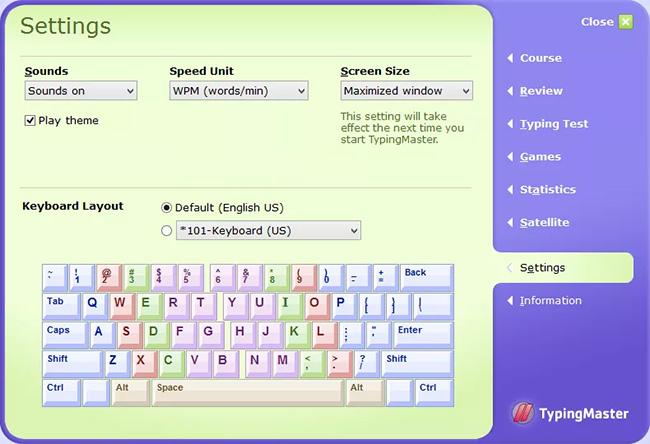 Settings
Close
Sounds
Speed Unit
Screen Size
Sounds on
WPM (words/min)
Maximized window
Play theme
This setting will take
effect the next time you
start TypingMaster.
Keyboard Layout
Default (English US)
*101-Keyboard (US)
~ ! @ # $ % ^ & * ( ) _ + Back
` 1 2 3 4 5 6 7 8 9 0 - =
Tab Q W E R T Y U I O P { } |
[ ] \
Caps A S D F G H J K L : " Enter
; '
Shift Z X C V B N M < > ? Shift
, . /
Ctrl Alt Space Alt Ctrl
Course
Review
Typing Test
Games
Statistics
Satellite
Settings
Information
TypingMaster